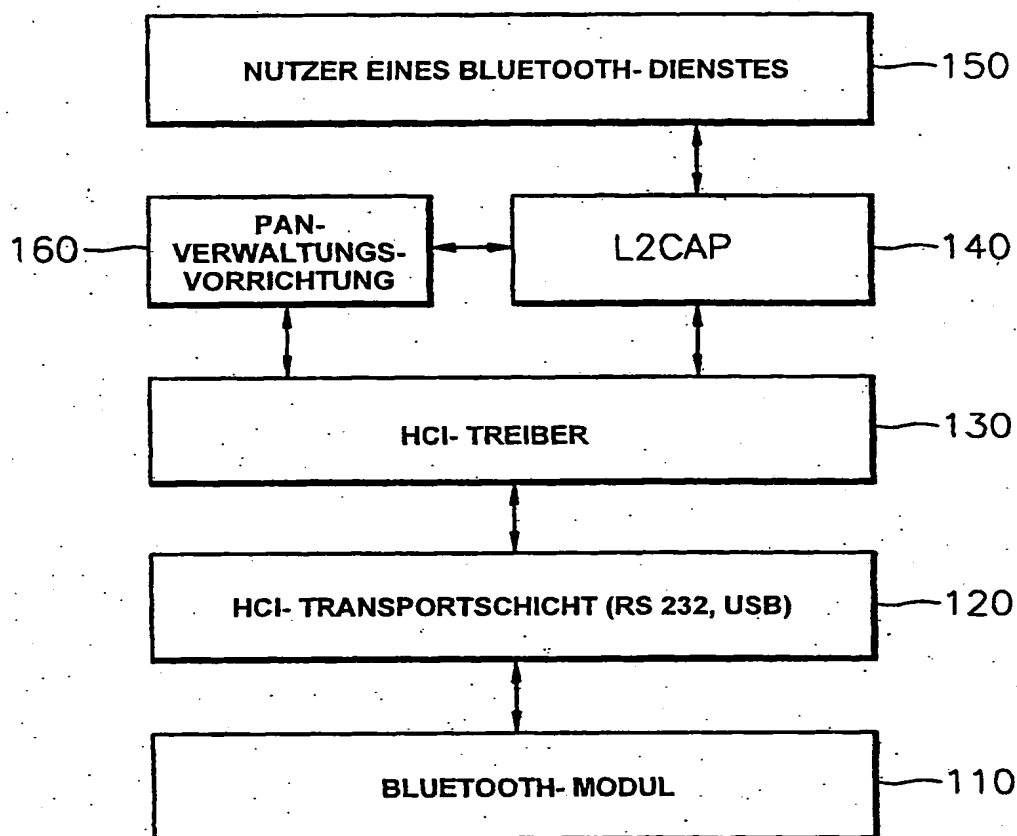 NUTZER EINES BLUETOOTH- DIENSTES
150
PAN-
VERWALTUNGS-
VORRICHTUNG
160
L2CAP
140
HCI- TREIBER
130
HCI- TRANSPORTSCHICHT (RS 232, USB)
120
BLUETOOTH- MODUL
110